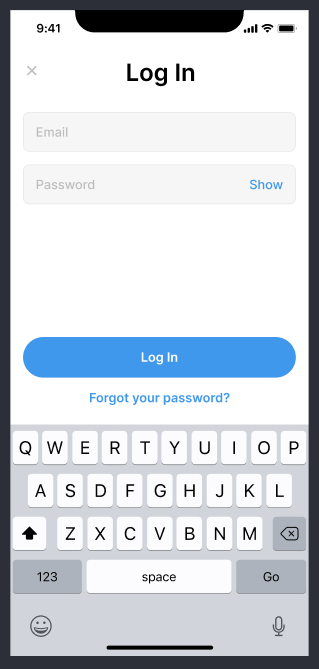 9:41
Log In
Email
Password Show
Log In
Forgot your password?
Q W E R T Y U I O P
A S D F G H J K L
Z X C V B N M
123 space Go